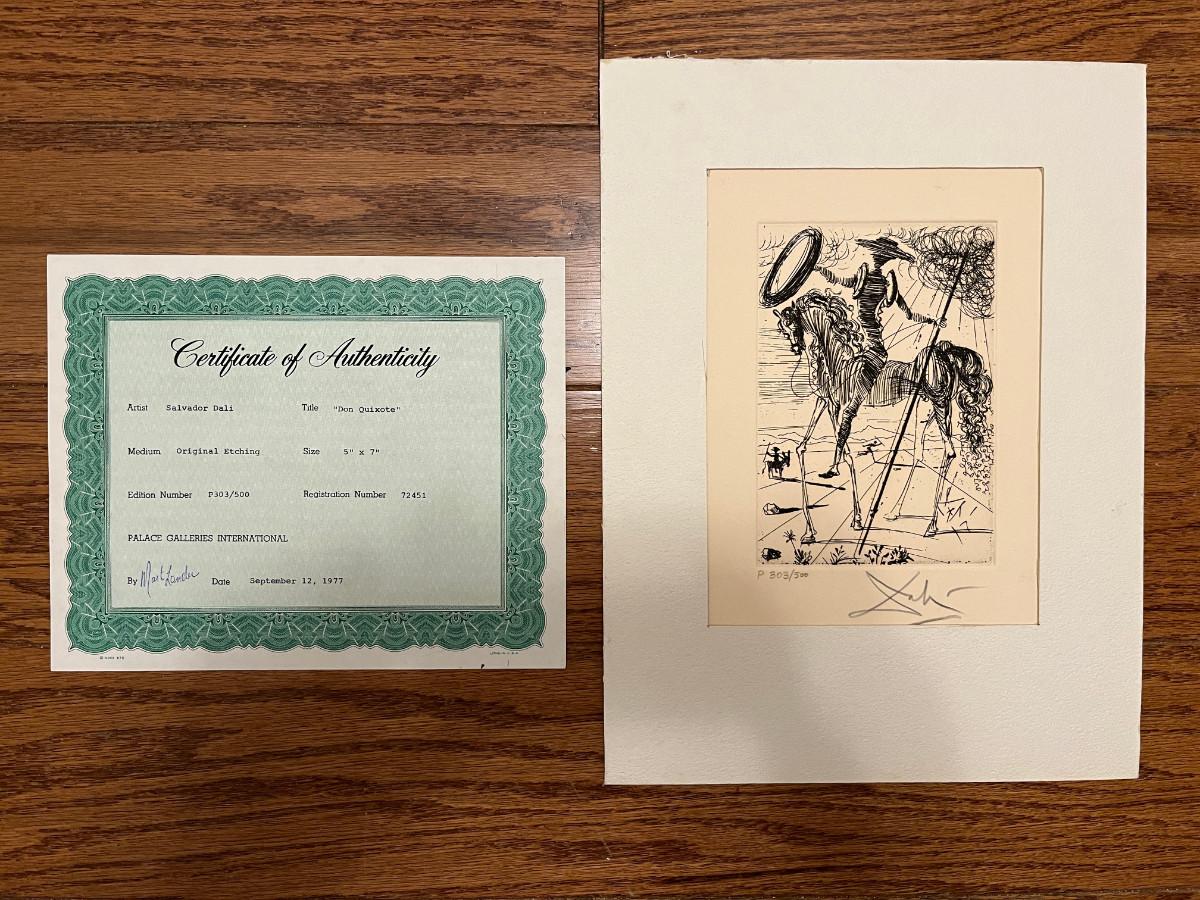 Certificate of Authenticity
Artist Salvador Dali Title "Don Quixote"
Medium Original Etching Size 5" x 7"
Edition Number P303/500 Registration Number 72451
PALACE GALLERIES INTERNATIONAL
By Date September 12, 1977
P 303/500
Dali